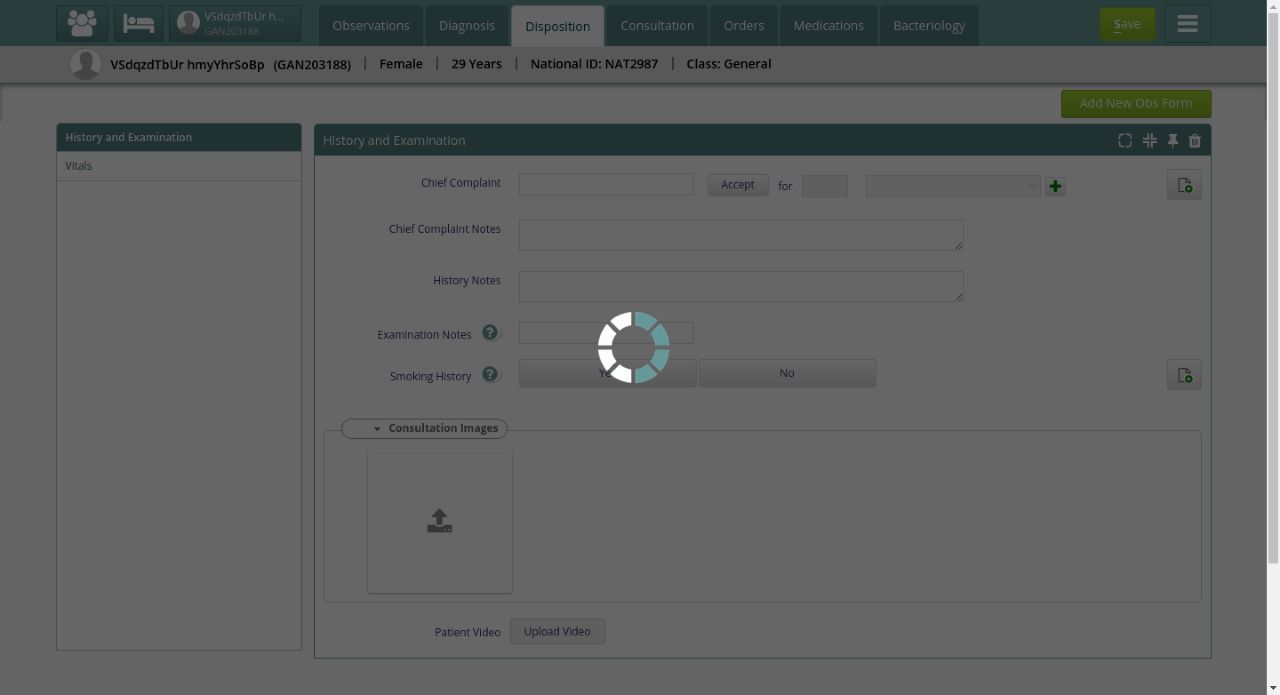 VSdqzdTbUr h...
GAN203188
Observations
Diagnosis
Disposition
Consultation
Orders
Medications
Bacteriology
Save
VSdqzdTbUr hmyYhrSoBp (GAN203188) | Female | 29 Years | National ID: NAT2987 | Class: General
Add New Obs Form
History and Examination
Vitals
History and Examination
Chief Complaint
Accept
for
Chief Complaint Notes
History Notes
Examination Notes
Smoking History
Ye
No
Consultation Images
Patient Video
Upload Video